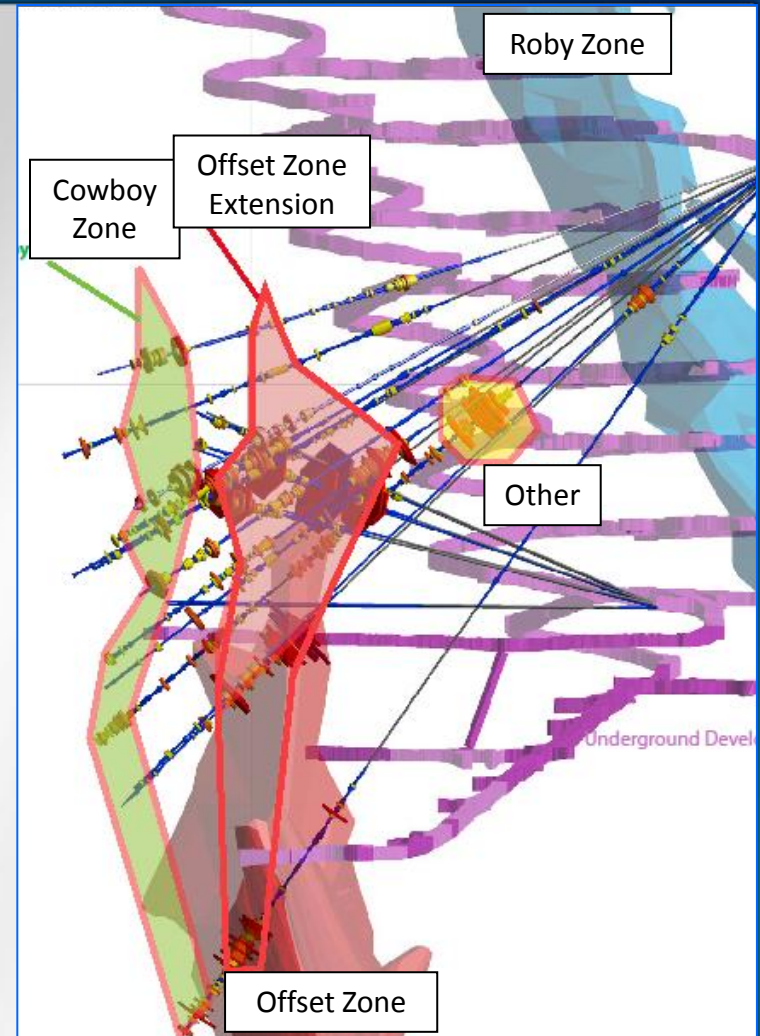 Roby Zone
Offset Zone
Extension
Cowboy
Zone
y
Other
Underground Devel
Offset Zone